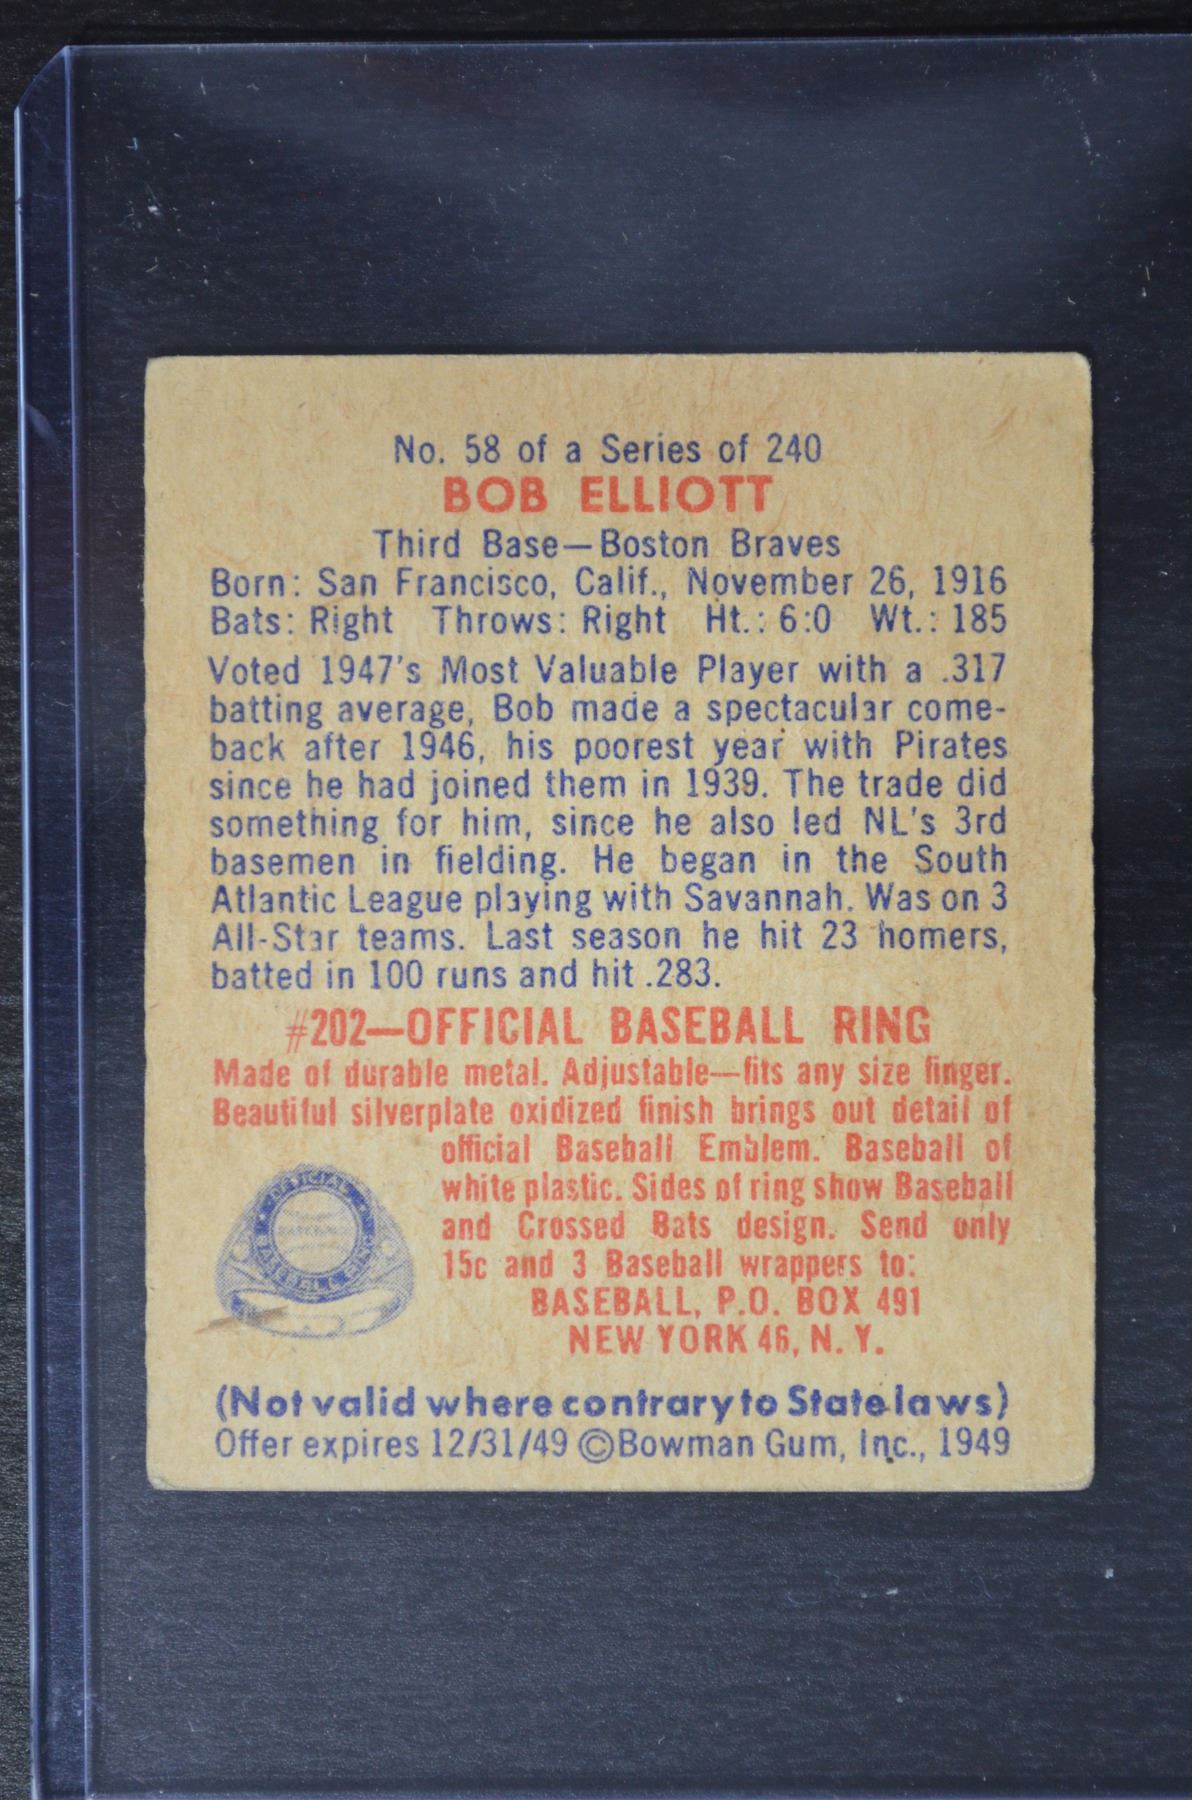 No. 58 of a Series of 240
BOB ELLIOTT
Third Base—Boston Braves
Born: San Francisco, Calif., November 26, 1916
Bats: Right Throws: Right Ht.: 6:0 Wt.: 185
Voted 1947's Most Valuable Player with a .317
batting average, Bob made a spectacular come-
back after 1946, his poorest year with Pirates
since he had joined them in 1939. The trade did
something for him, since he also led NL's 3rd
basemen in fielding. He began in the South
Atlantic League playing with Savannah. Was on 3
All-Star teams. Last season he hit 23 homers,
batted in 100 runs and hit .283.
#202—OFFICIAL BASEBALL RING
Made of durable metal. Adjustable—fits any size finger.
Beautiful silverplate oxidized finish brings out detail of
official Baseball Emblem. Baseball of
white plastic. Sides of ring show Baseball
and Crossed Bats design. Send only
15c and 3 Baseball wrappers to:
BASEBALL, P.O. BOX 491
NEW YORK 46, N. Y.
OFFICIAL
BASEBALL RING
(Not valid where contrary to State laws)
Offer expires 12/31/49 ©Bowman Gum, Inc., 1949